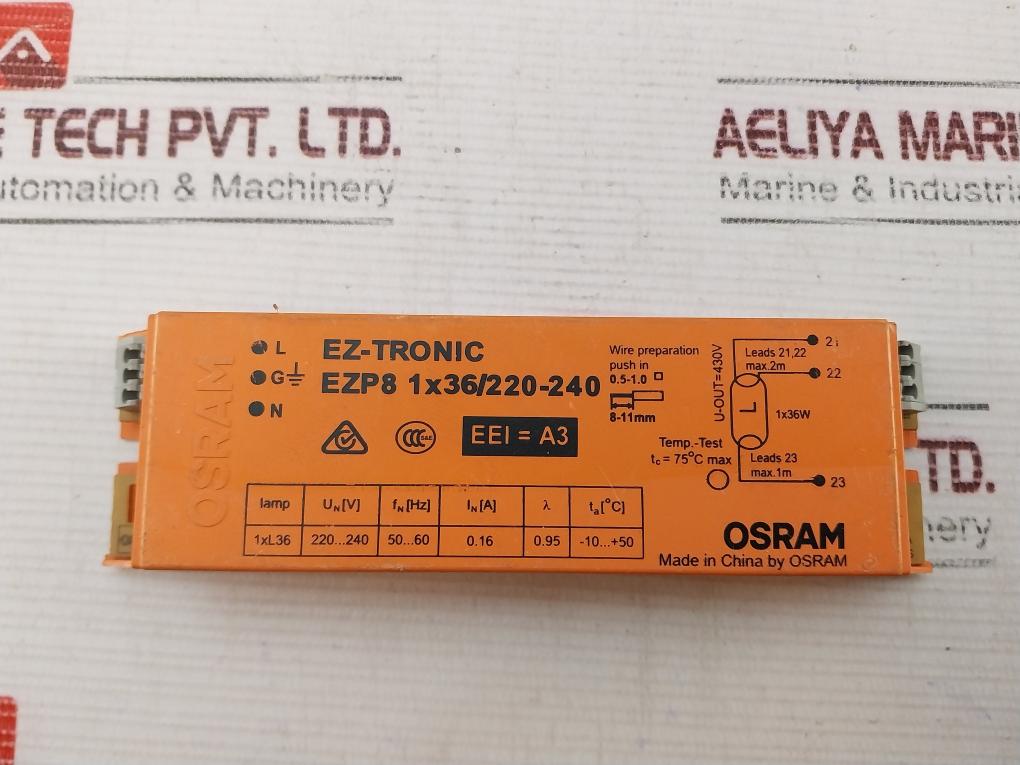 TECH PVT. LTD.
utomation & Machinery
AELIYA MARI
Marine & Industria
OSRAM
L
G
N
EZ-TRONIC
EZP8 1x36/220-240
CCC S&E
EEI = A3
Wire preparation
push in
0.5-1.0
8-11mm
Temp.-Test
tc = 75°C max
U-OUT=430V
L
Leads 21,22
max.2m
1x36W
Leads 23
max.1m
21
22
23
lamp UN[V] fN[Hz] IN[A] λ ta[°C]
1xL36 220...240 50...60 0.16 0.95 -10...+50
OSRAM
Made in China by OSRAM
TD.
nery